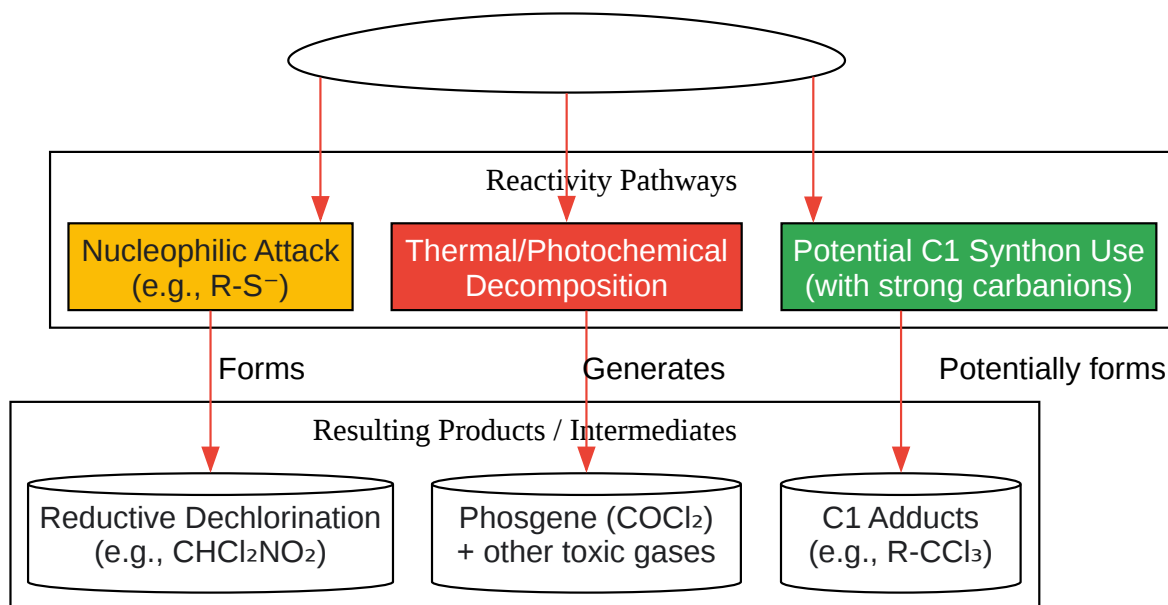 Reactivity Pathways
Nucleophilic Attack
(e.g., R-S⁻)
Thermal/Photochemical
Decomposition
Potential C1 Synthon Use
(with strong carbanions)
Forms
Generates
Potentially forms
Resulting Products / Intermediates
Reductive Dechlorination
(e.g., CHCl₂NO₂)
Phosgene (COCl₂)
+ other toxic gases
C1 Adducts
(e.g., R-CCl₃)